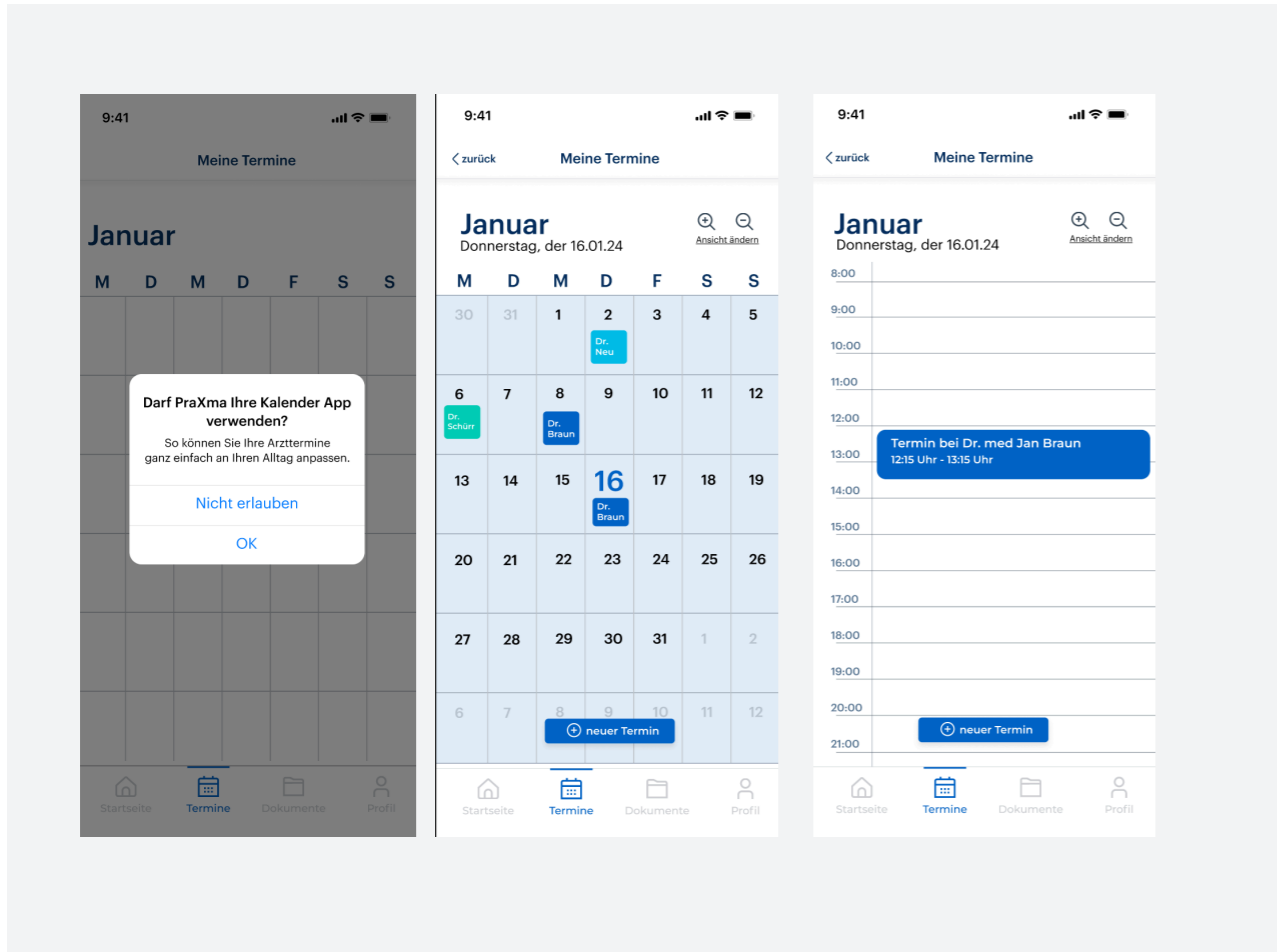 9:41
Meine Termine
Januar
M D M D F S S
Darf PraXma Ihre Kalender App
verwenden?
So können Sie Ihre Arzttermine
ganz einfach an Ihren Alltag anpassen.
Nicht erlauben
OK
Startseite Termine Dokumente Profil
9:41
zurück Meine Termine
Januar
Donnerstag, der 16.01.24
Ansicht ändern
M D M D F S S
30 31 1 2 3 4 5
Dr.
Neu
6 7 8 9 10 11 12
Dr.
Schürr
Dr.
Braun
13 14 15 16 17 18 19
Dr.
Braun
20 21 22 23 24 25 26
27 28 29 30 31 1 2
6 7 8 9 10 11 12
neuer Termin
Startseite Termine Dokumente Profil
9:41
zurück Meine Termine
Januar
Donnerstag, der 16.01.24
Ansicht ändern
8:00
9:00
10:00
11:00
12:00
Termin bei Dr. med Jan Braun
12:15 Uhr - 13:15 Uhr
13:00
14:00
15:00
16:00
17:00
18:00
19:00
20:00
neuer Termin
21:00
Startseite Termine Dokumente Profil